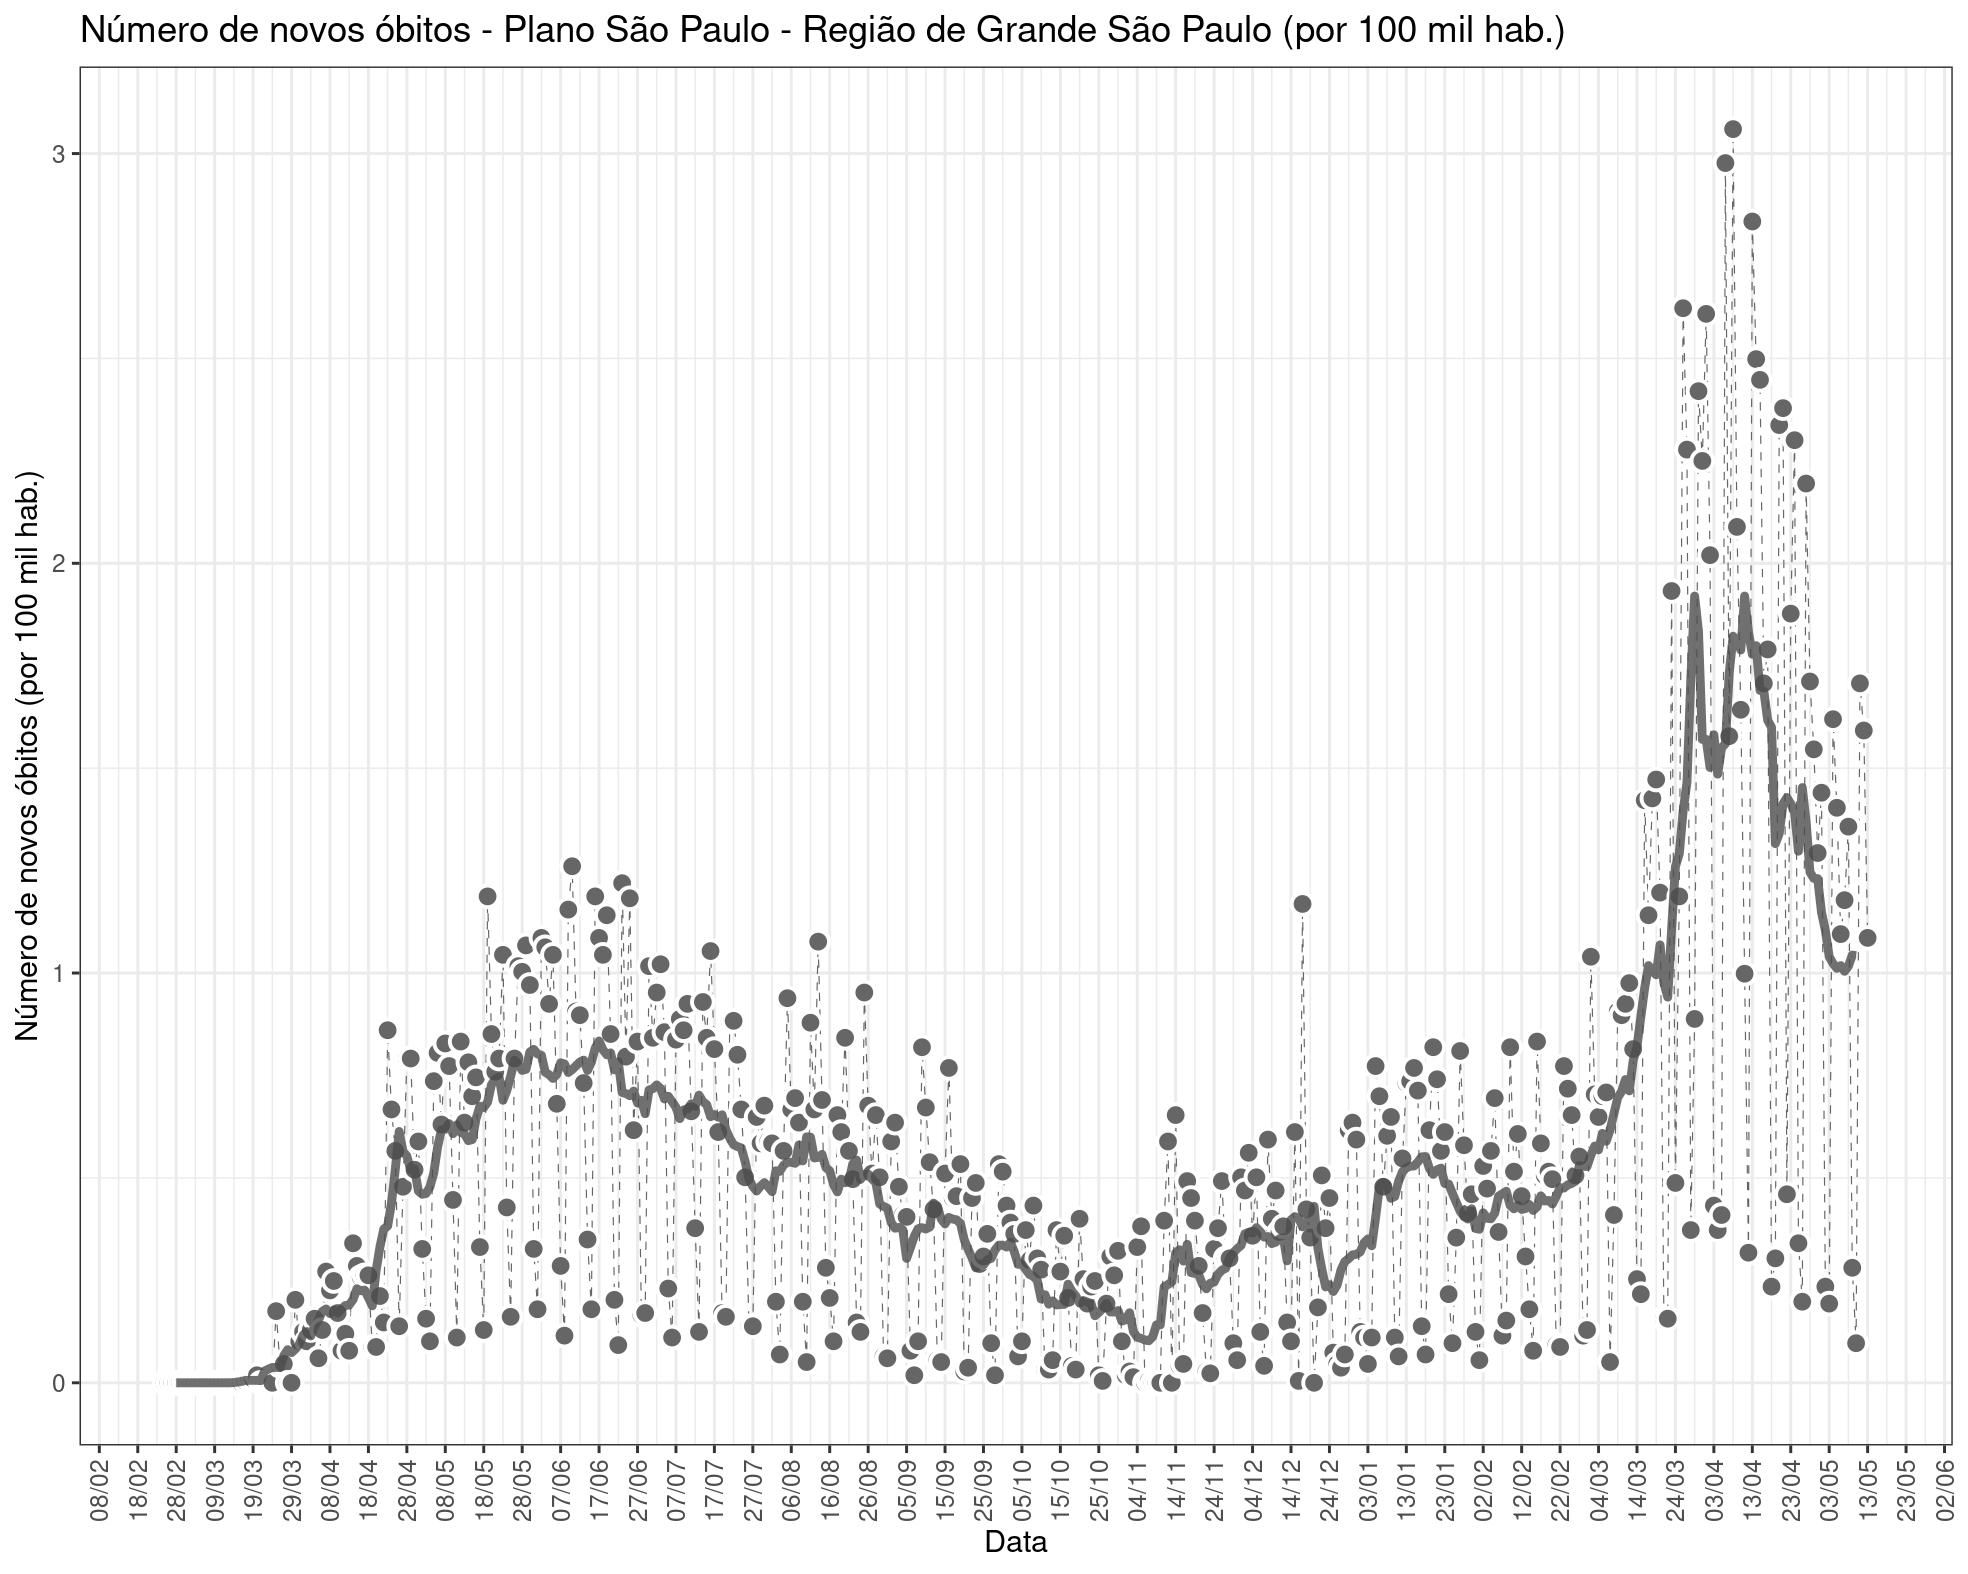 Número de novos óbitos - Plano São Paulo - Região de Grande São Paulo (por 100 mil hab.)
Número de novos óbitos (por 100 mil hab.)
3
2
1
0
08/02 18/02 28/02 09/03 19/03 29/03 08/04 18/04 28/04 08/05 18/05 28/05 07/06 17/06 27/06 07/07 17/07 27/07 06/08 16/08 26/08 05/09 15/09 25/09 05/10 15/10 25/10 04/11 14/11 24/11 04/12 14/12 24/12 03/01 13/01 23/01 02/02 12/02 22/02 04/03 14/03 24/03 03/04 13/04 23/04 03/05 13/05 23/05 02/06
Data